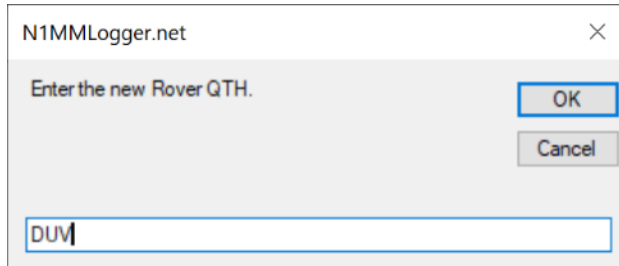 N1MMLogger.net
Enter the new Rover QTH.
OK
Cancel
DUV